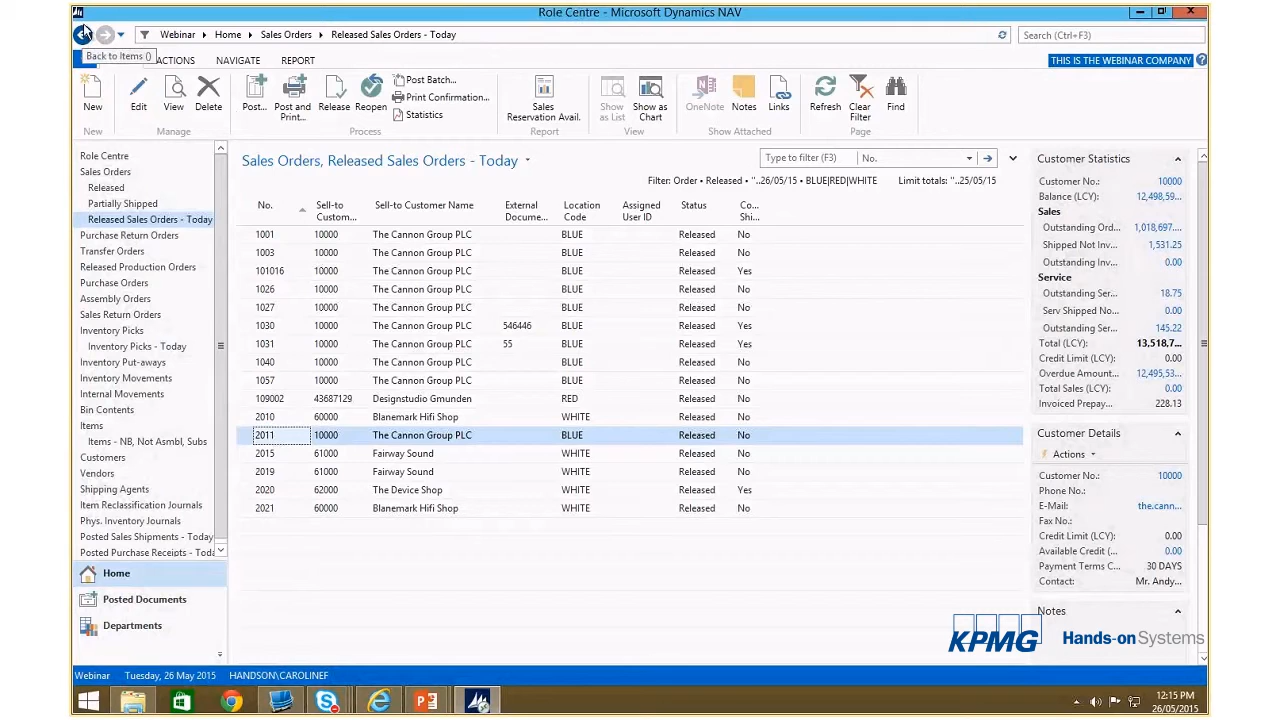 Role Centre - Microsoft Dynamics NAV
Webinar Home Sales Orders Released Sales Orders - Today Search (Ctrl+F3)
Back to Items () ACTIONS NAVIGATE REPORT THIS IS THE WEBINAR COMPANY
New Edit View Delete Post... Post and Print... Release Reopen Post Batch... Print Confirmation... Statistics Sales Reservation Avail. Show as List Show as Chart OneNote Notes Links Refresh Clear Filter Find
New Manage Process Report View Show Attached Page
Role Centre
Sales Orders
Released
Partially Shipped
Released Sales Orders - Today
Purchase Return Orders
Transfer Orders
Released Production Orders
Purchase Orders
Assembly Orders
Sales Return Orders
Inventory Picks
Inventory Picks - Today
Inventory Put-aways
Inventory Movements
Internal Movements
Bin Contents
Items
Items - NB, Not Asmbl, Subs
Customers
Vendors
Shipping Agents
Item Reclassification Journals
Phys. Inventory Journals
Posted Sales Shipments - Today
Posted Purchase Receipts - Toda
Home
Posted Documents
Departments
Sales Orders, Released Sales Orders - Today Type to filter (F3) No.
Filter: Order • Released • ''..26/05/15 • BLUE|RED|WHITE Limit totals: ''..25/05/15
No. Sell-to Custom... Sell-to Customer Name External Docume... Location Code Assigned User ID Status Co... Shi...
1001 10000 The Cannon Group PLC BLUE Released No
1003 10000 The Cannon Group PLC BLUE Released No
101016 10000 The Cannon Group PLC BLUE Released Yes
1026 10000 The Cannon Group PLC BLUE Released No
1027 10000 The Cannon Group PLC BLUE Released No
1030 10000 The Cannon Group PLC 546446 BLUE Released Yes
1031 10000 The Cannon Group PLC 55 BLUE Released Yes
1040 10000 The Cannon Group PLC BLUE Released No
1057 10000 The Cannon Group PLC BLUE Released No
109002 43687129 Designstudio Gmunden RED Released No
2010 60000 Blanemark Hifi Shop WHITE Released No
2011 10000 The Cannon Group PLC BLUE Released No
2015 61000 Fairway Sound WHITE Released No
2019 61000 Fairway Sound WHITE Released No
2020 62000 The Device Shop WHITE Released Yes
2021 60000 Blanemark Hifi Shop WHITE Released No
Customer Statistics
Customer No.: 10000
Balance (LCY): 12,498,59...
Sales
Outstanding Ord... 1,018,697....
Shipped Not Inv... 1,531.25
Outstanding Inv... 0.00
Service
Outstanding Ser... 18.75
Serv Shipped No... 0.00
Outstanding Ser... 145.22
Total (LCY): 13,518,7...
Credit Limit (LCY): 0.00
Overdue Amount... 12,495,53...
Total Sales (LCY): 0.00
Invoiced Prepay... 228.13
Customer Details
Actions
Customer No.: 10000
Phone No.:
E-Mail: the.cann...
Fax No.:
Credit Limit (LCY): 0.00
Available Credit (... 0.00
Payment Terms C... 30 DAYS
Contact: Mr. Andy...
Notes
KPMG Hands-on Systems
Webinar Tuesday, 26 May 2015 HANDSON\CAROLINEF
12:15 PM
26/05/2015